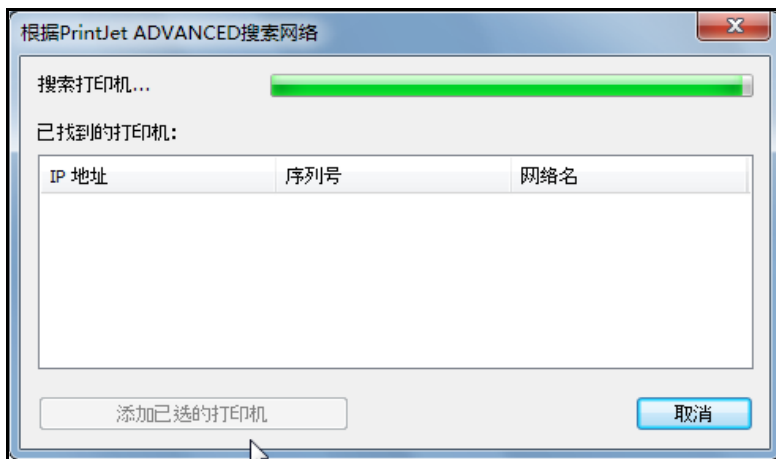 根据PrintJet ADVANCED搜索网络
搜索打印机...
已找到的打印机:
IP 地址 序列号 网络名
添加已选的打印机 取消